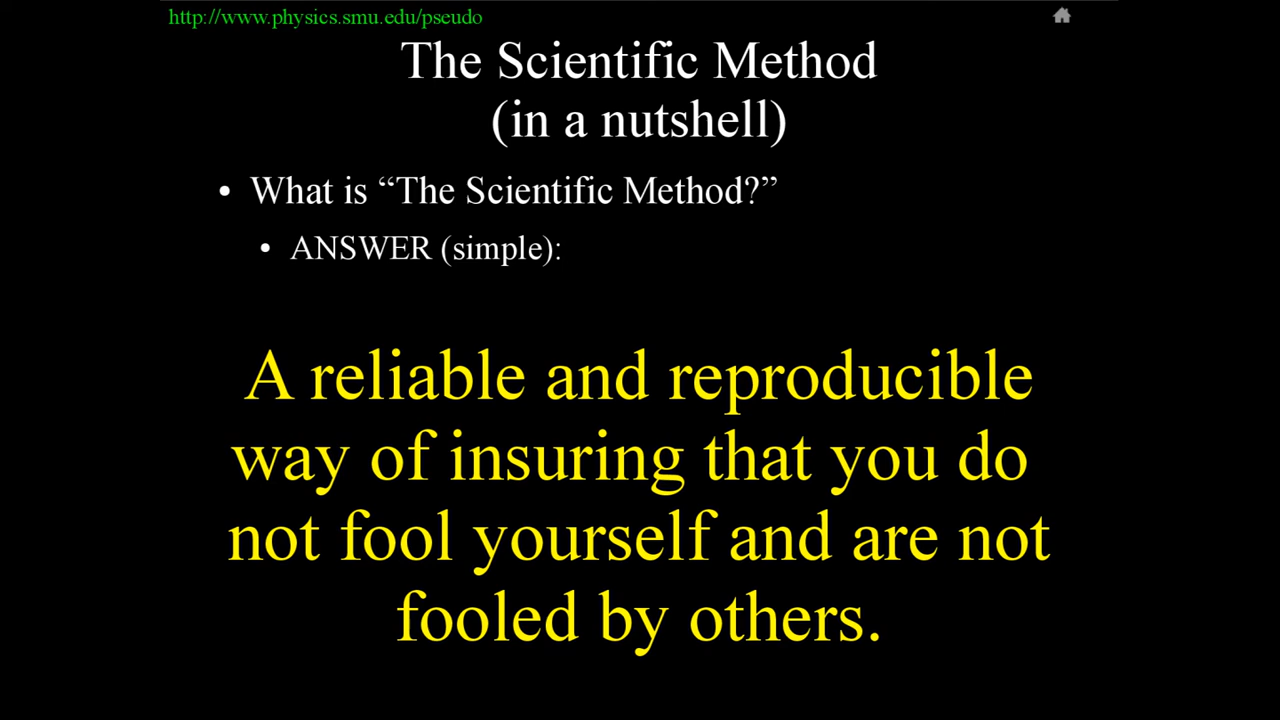 http://www.physics.smu.edu/pseudo
The Scientific Method
(in a nutshell)
• What is “The Scientific Method?”
• ANSWER (simple):
A reliable and reproducible
way of insuring that you do
not fool yourself and are not
fooled by others.